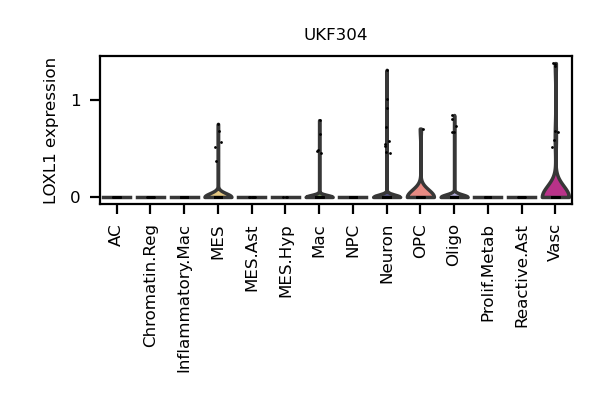 UKF304
LOXL1 expression
1
0
AC
Chromatin.Reg
Inflammatory.Mac
MES
MES.Ast
MES.Hyp
Mac
NPC
Neuron
OPC
Oligo
Prolif.Metab
Reactive.Ast
Vasc